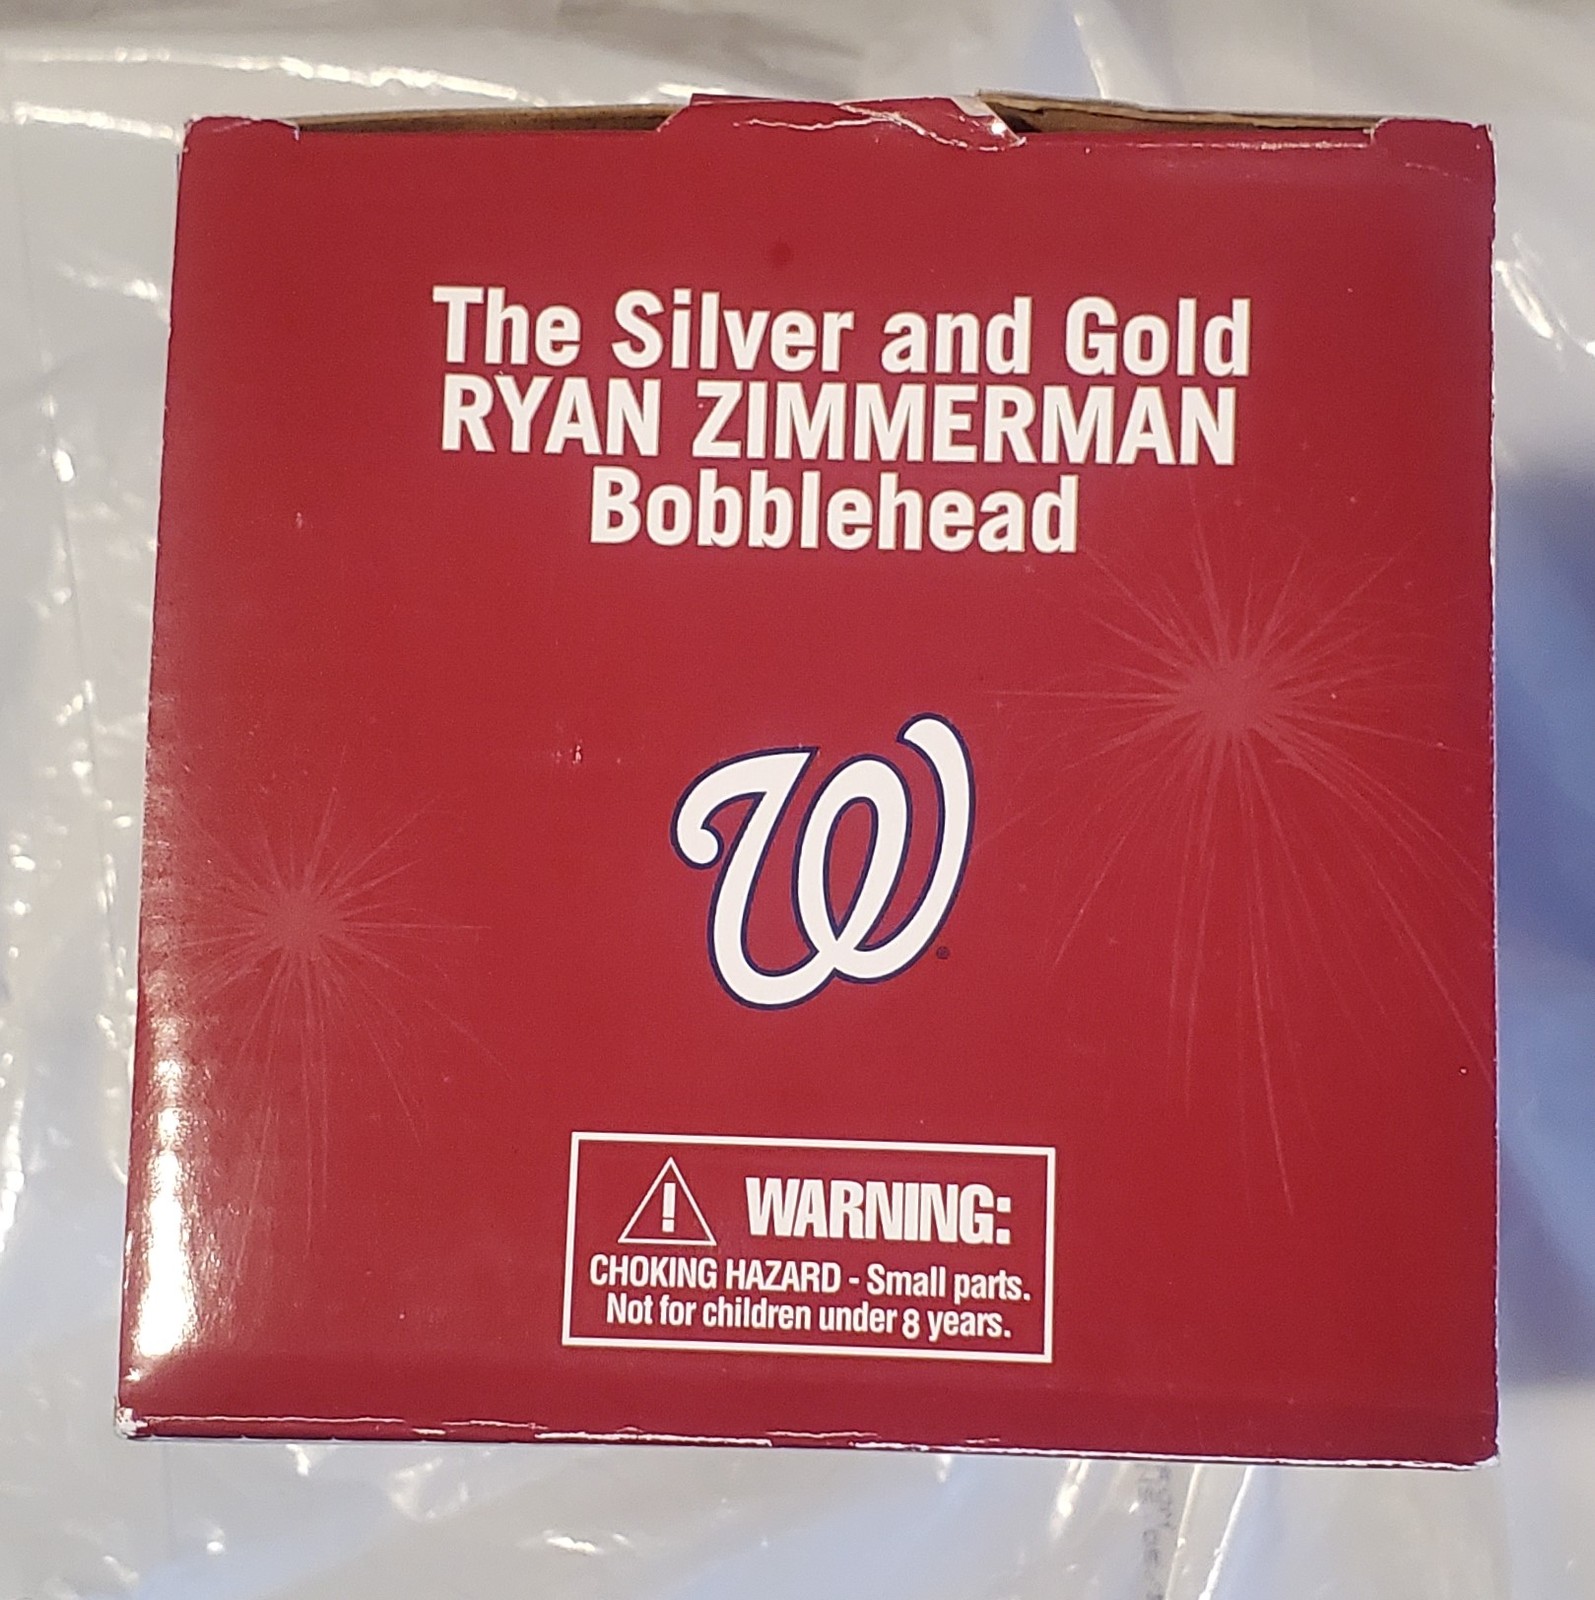 The Silver and Gold
RYAN ZIMMERMAN
Bobblehead
W
WARNING:
CHOKING HAZARD - Small parts.
Not for children under 8 years.